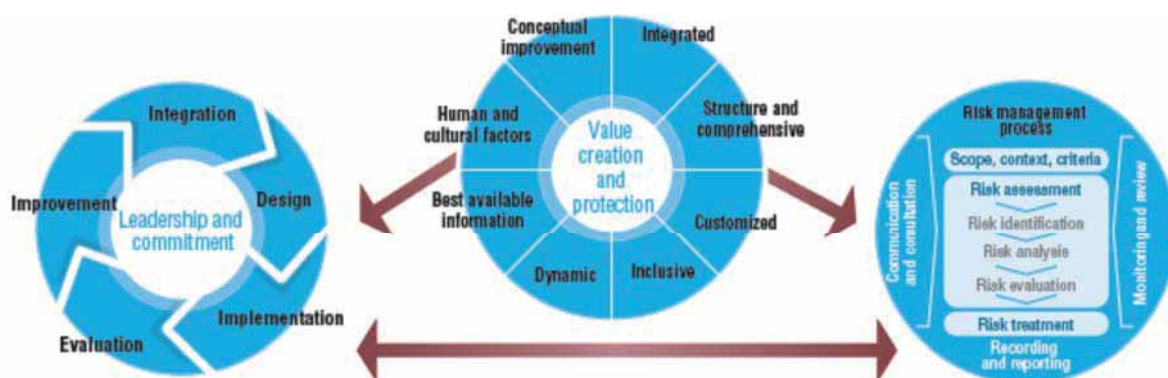 Integration
Design
Implementation
Evaluation
Improvement
Leadership and
commitment
Conceptual
improvement
Integrated
Structure and
comprehensive
Customized
Inclusive
Dynamic
Best available
information
Human and
cultural factors
Value
creation
and
protection
Risk management
process
Scope, context, criteria
Risk assessment
Risk identification
Risk analysis
Risk evaluation
Risk treatment
Recording
and reporting
Communication
and consultation
Monitoring and review